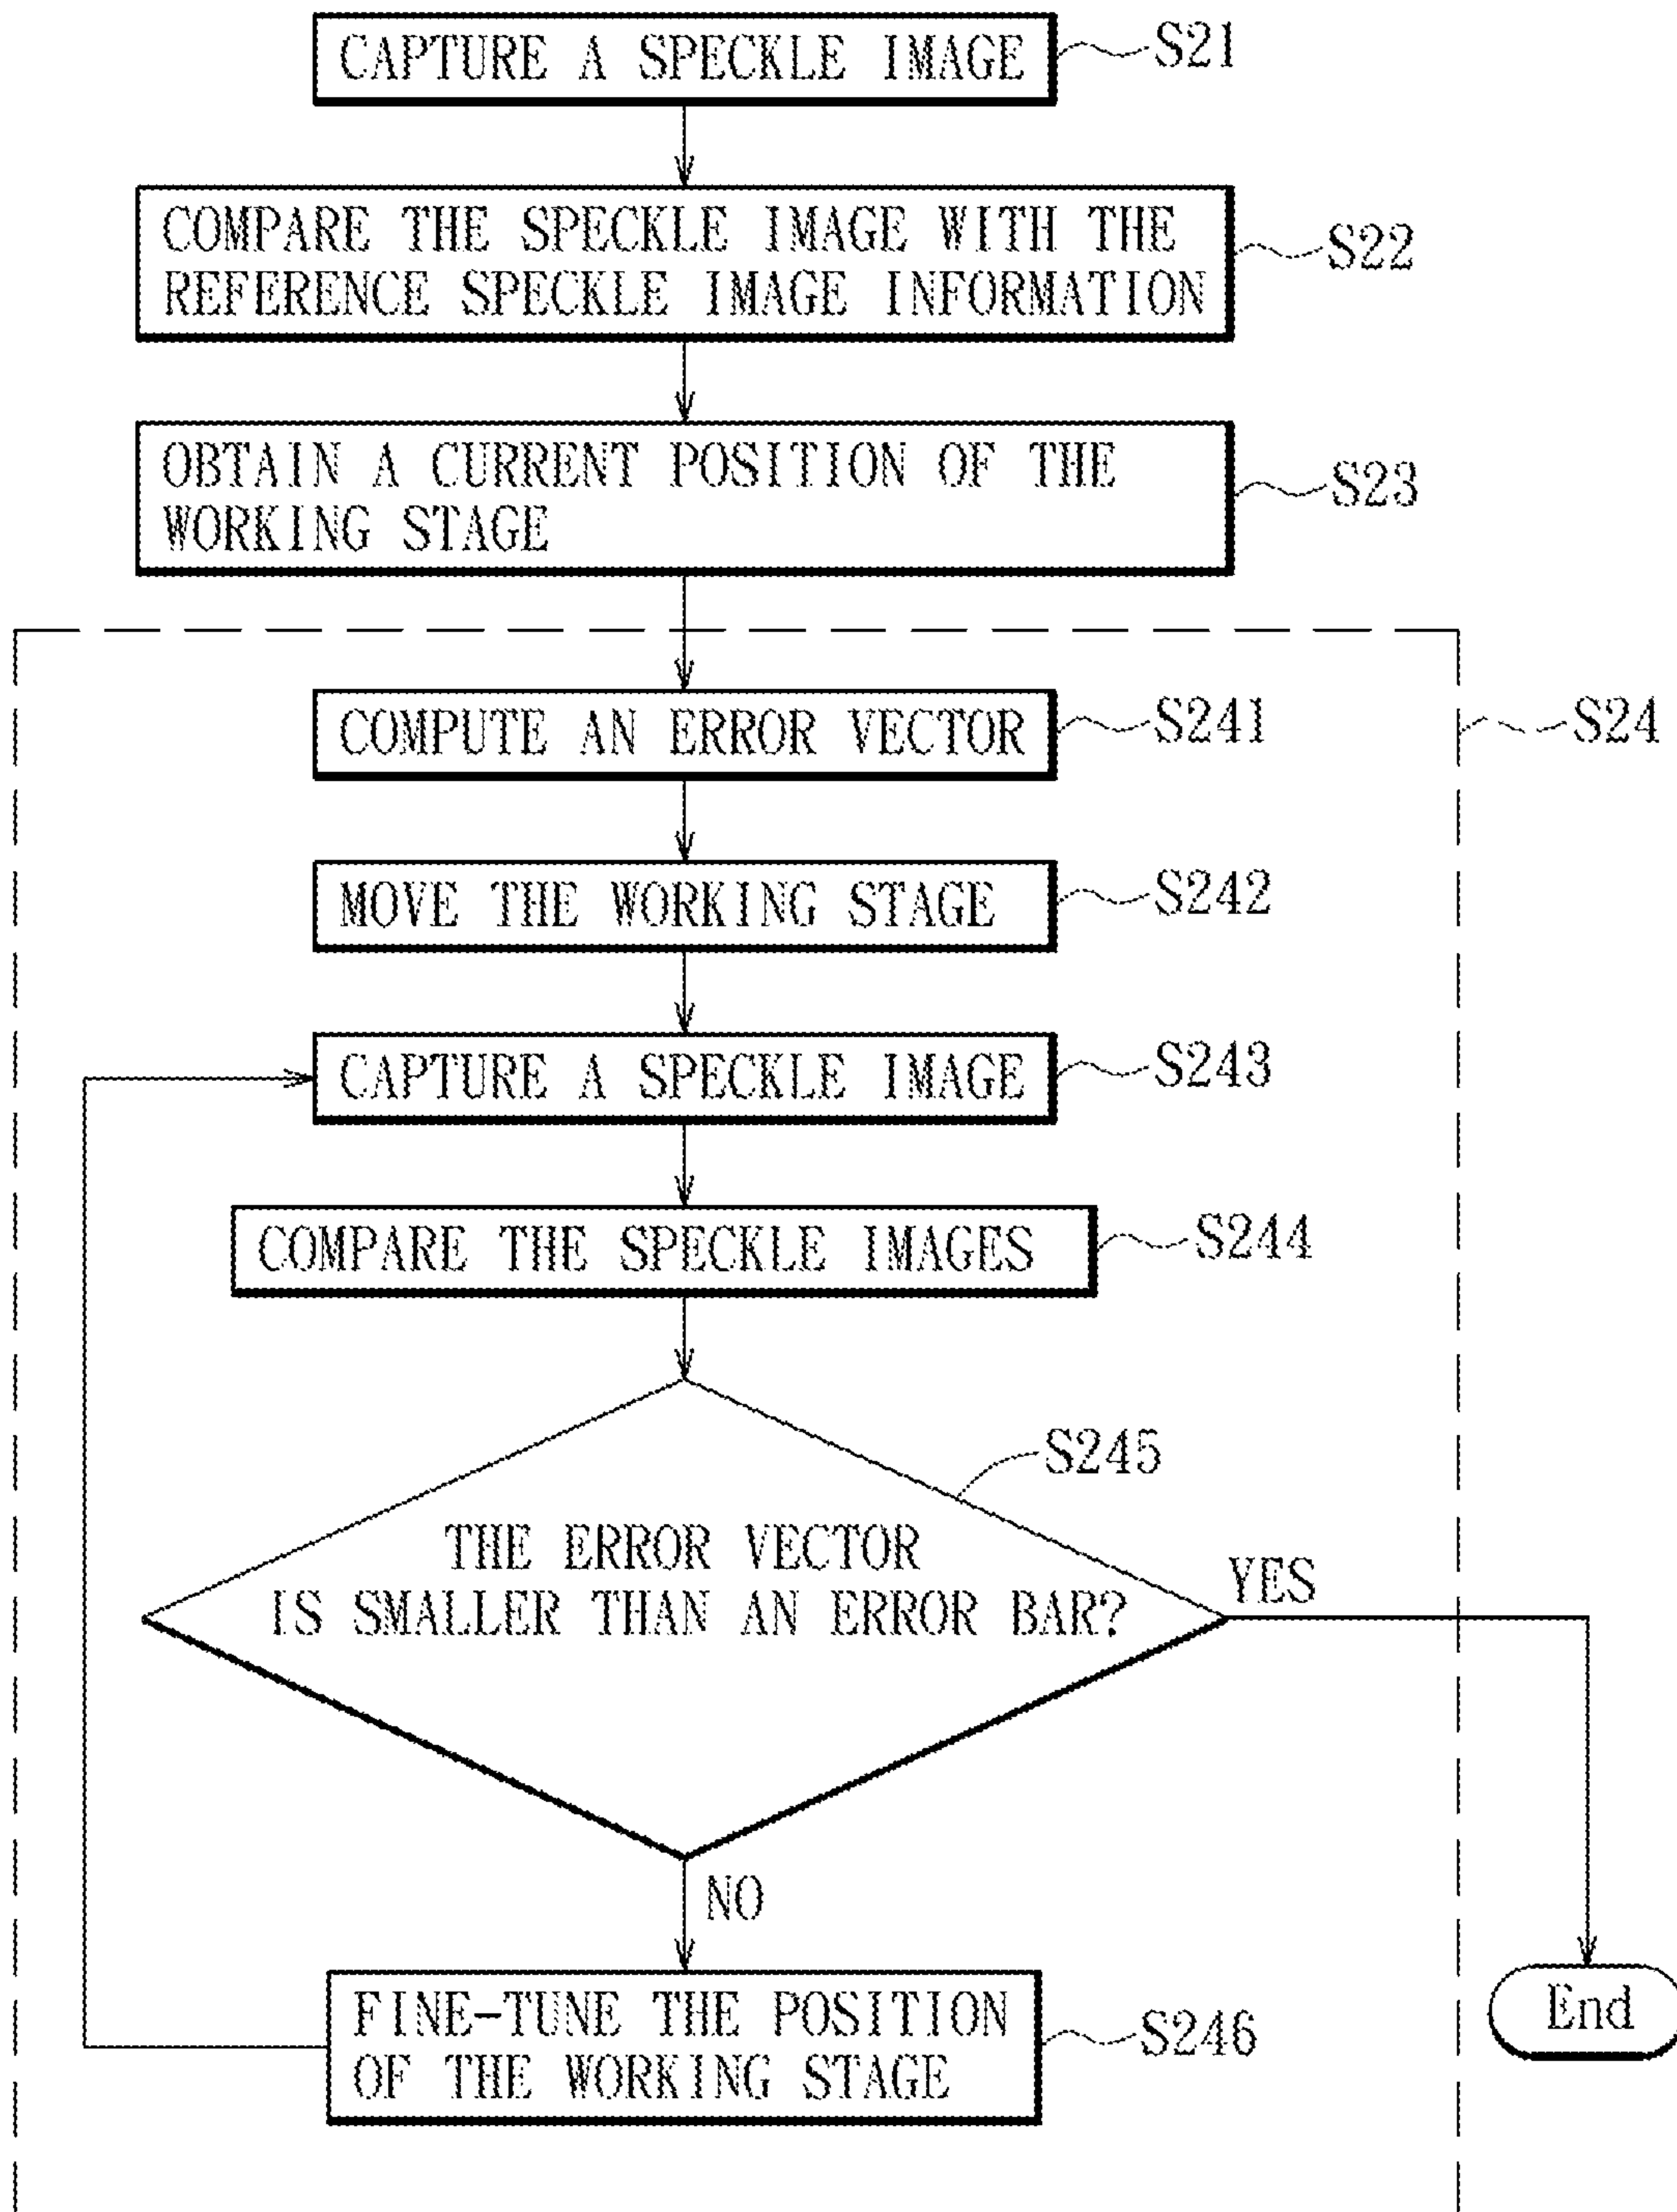 CAPTURE A SPECKLE IMAGE
S21
COMPARE THE SPECKLE IMAGE WITH THE
REFERENCE SPECKLE IMAGE INFORMATION
S22
OBTAIN A CURRENT POSITION OF THE
WORKING STAGE
S23
S24
COMPUTE AN ERROR VECTOR
S241
MOVE THE WORKING STAGE
S242
CAPTURE A SPECKLE IMAGE
S243
COMPARE THE SPECKLE IMAGES
S244
S245
THE ERROR VECTOR
IS SMALLER THAN AN ERROR BAR?
YES
NO
FINE-TUNE THE POSITION
OF THE WORKING STAGE
S246
End